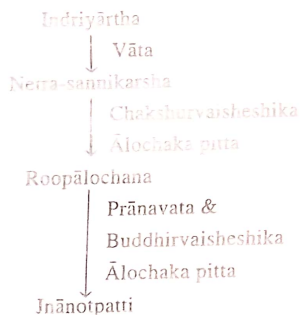 Indriyārtha
Vāta
Netra-sannikarsha
Chakshurvaisheshika
Ālochaka pitta
Roopālochana
Prānavata &
Buddhirvaisheshika
Ālochaka pitta
Jnānotpatti